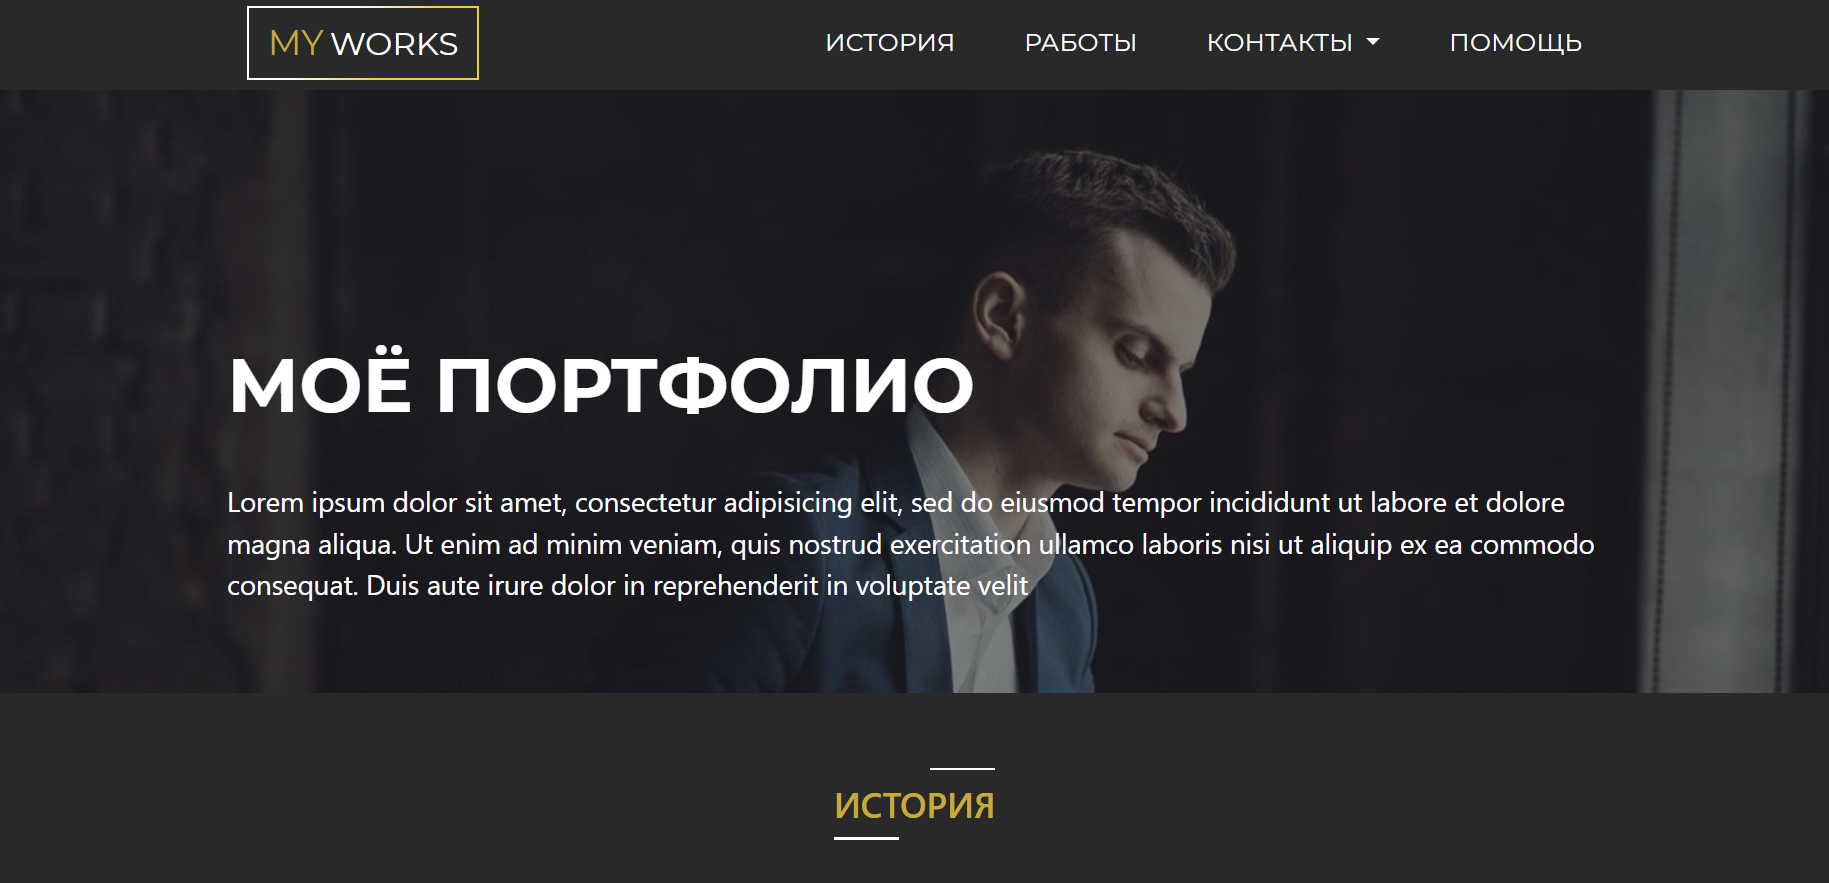 MY WORKS
ИСТОРИЯ РАБОТЫ КОНТАКТЫ ПОМОЩЬ
МОЁ ПОРТФОЛИО
Lorem ipsum dolor sit amet, consectetur adipisicing elit, sed do eiusmod tempor incididunt ut labore et dolore
magna aliqua. Ut enim ad minim veniam, quis nostrud exercitation ullamco laboris nisi ut aliquip ex ea commodo
consequat. Duis aute irure dolor in reprehenderit in voluptate velit
ИСТОРИЯ